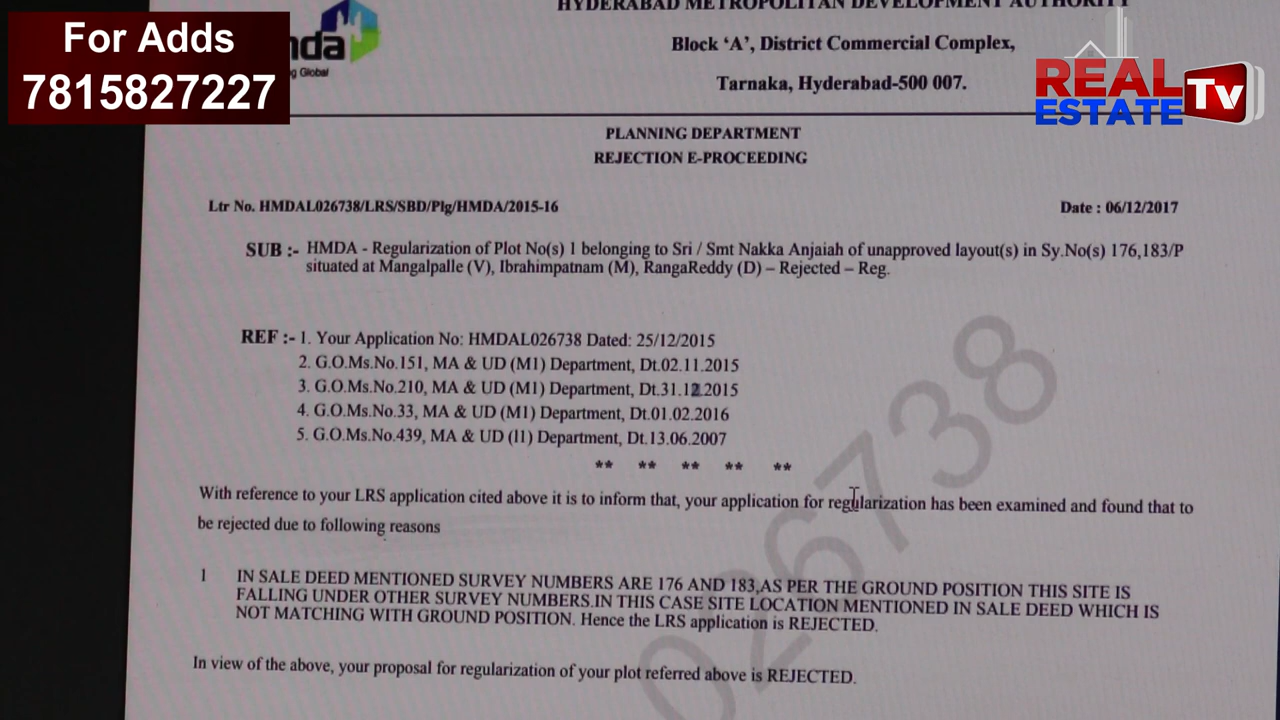 For Adds
7815827227
REAL ESTATE Tv
HYDERABAD METROPOLITAN DEVELOPMENT AUTHORITY
Block ‘A’, District Commercial Complex,
Tarnaka, Hyderabad-500 007.
PLANNING DEPARTMENT
REJECTION E-PROCEEDING
Ltr No. HMDAL026738/LRS/SBD/Plg/HMDA/2015-16 Date : 06/12/2017
SUB :- HMDA - Regularization of Plot No(s) 1 belonging to Sri / Smt Nakka Anjaiah of unapproved layout(s) in Sy.No(s) 176,183/P
situated at Mangalpalle (V), Ibrahimpatnam (M), RangaReddy (D) – Rejected – Reg.
REF :- 1. Your Application No: HMDAL026738 Dated: 25/12/2015
2. G.O.Ms.No.151, MA & UD (M1) Department, Dt.02.11.2015
3. G.O.Ms.No.210, MA & UD (M1) Department, Dt.31.12.2015
4. G.O.Ms.No.33, MA & UD (M1) Department, Dt.01.02.2016
5. G.O.Ms.No.439, MA & UD (I1) Department, Dt.13.06.2007
** ** ** ** **
With reference to your LRS application cited above it is to inform that, your application for regularization has been examined and found that to
be rejected due to following reasons
1 IN SALE DEED MENTIONED SURVEY NUMBERS ARE 176 AND 183,AS PER THE GROUND POSITION THIS SITE IS
FALLING UNDER OTHER SURVEY NUMBERS.IN THIS CASE SITE LOCATION MENTIONED IN SALE DEED WHICH IS
NOT MATCHING WITH GROUND POSITION. Hence the LRS application is REJECTED.
In view of the above, your proposal for regularization of your plot referred above is REJECTED.
026738